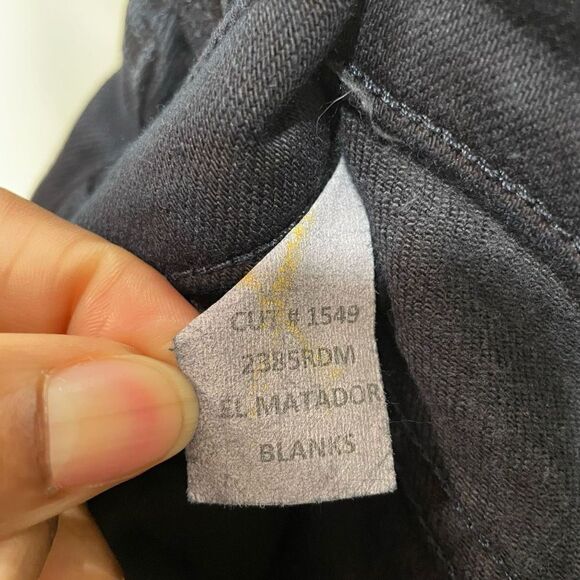 CUT # 1549
2385RDM
EL MATADOR
BLANKS